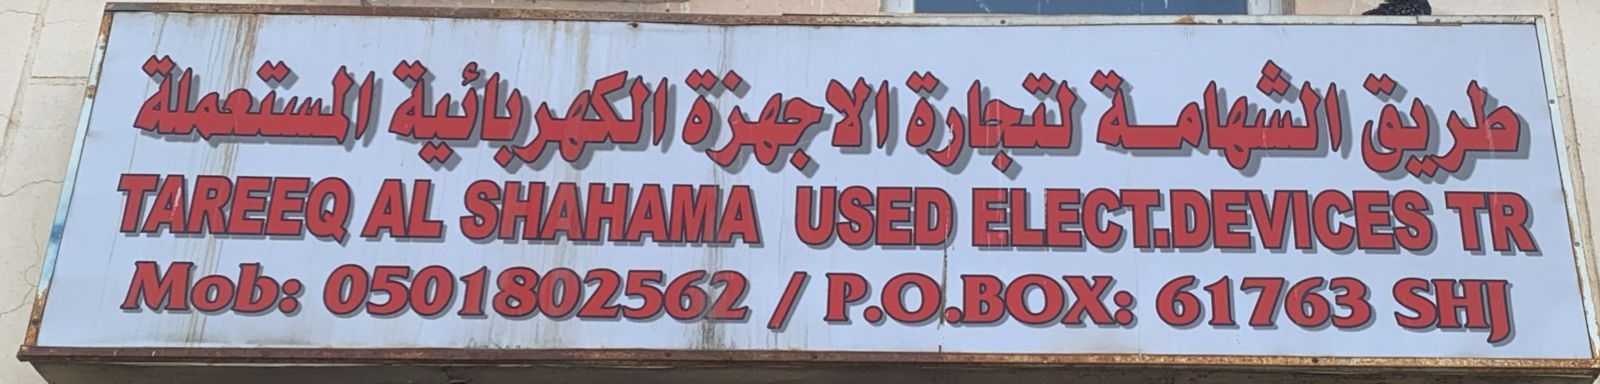 طريق الشهامة لتجارة الاجهزة الكهربائية المستعملة
TAREEQ AL SHAHAMA USED ELECT.DEVICES TR
Mob: 0501802562 / P.O.BOX: 61763 SHJ